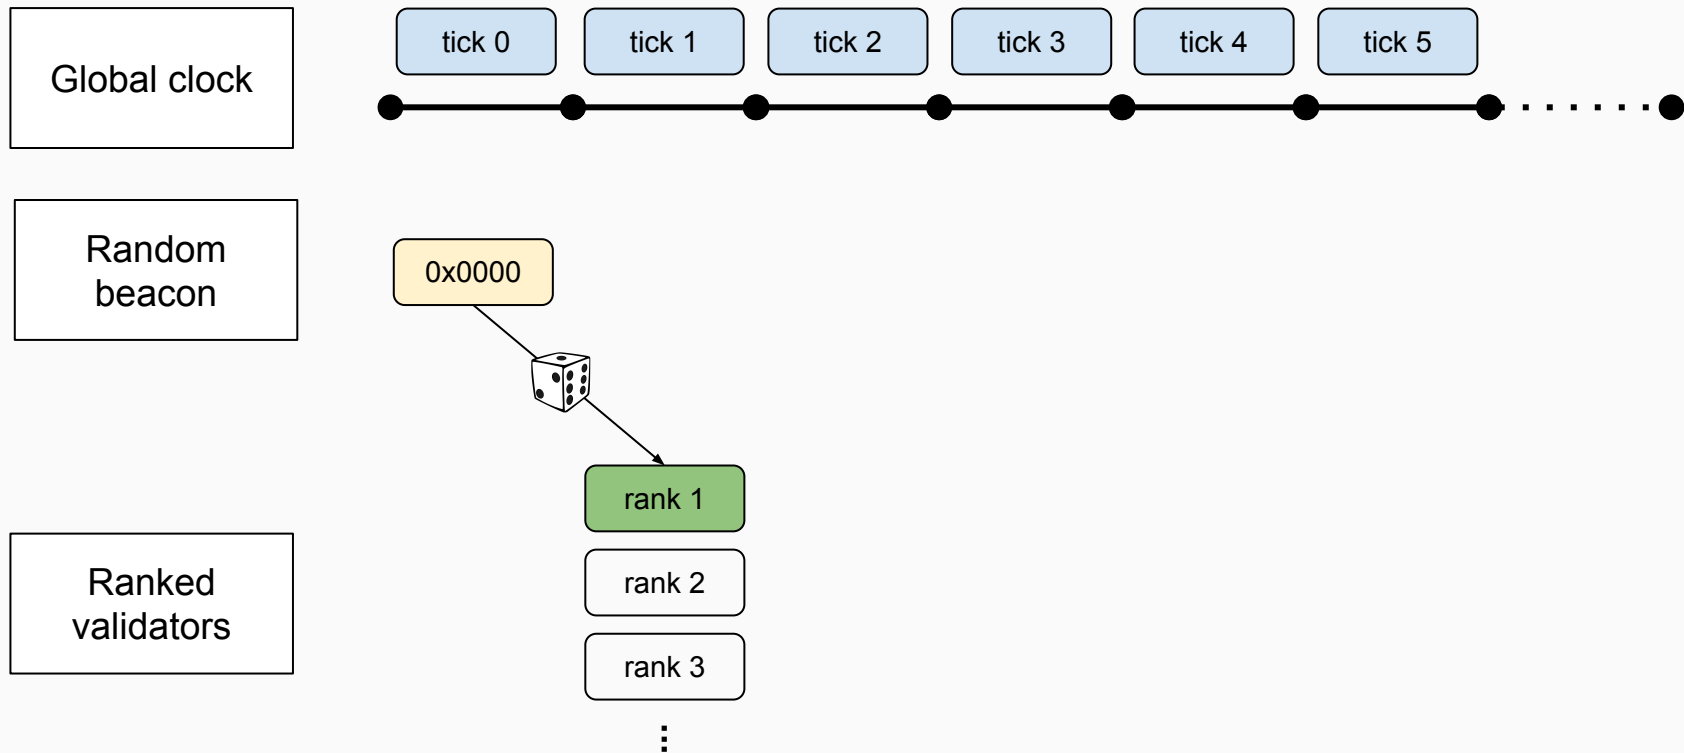 Global clock
tick 0
tick 1
tick 2
tick 3
tick 4
tick 5
Random
beacon
0x0000
rank 1
rank 2
rank 3
Ranked
validators